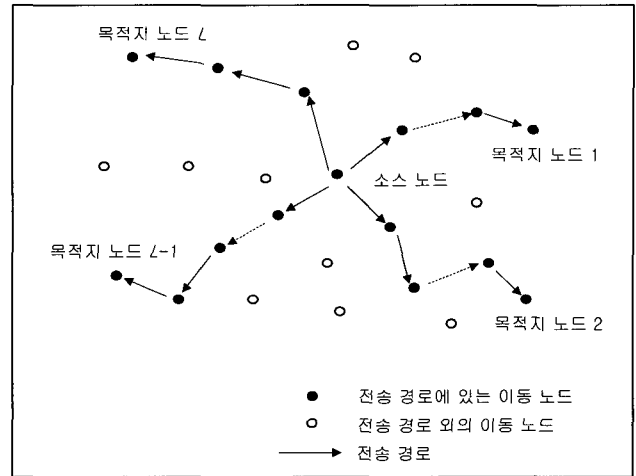 목적지 노드 L
목적지 노드 1
소스 노드
목적지 노드 L-1
목적지 노드 2
전송 경로에 있는 이동 노드
전송 경로 외의 이동 노드
전송 경로